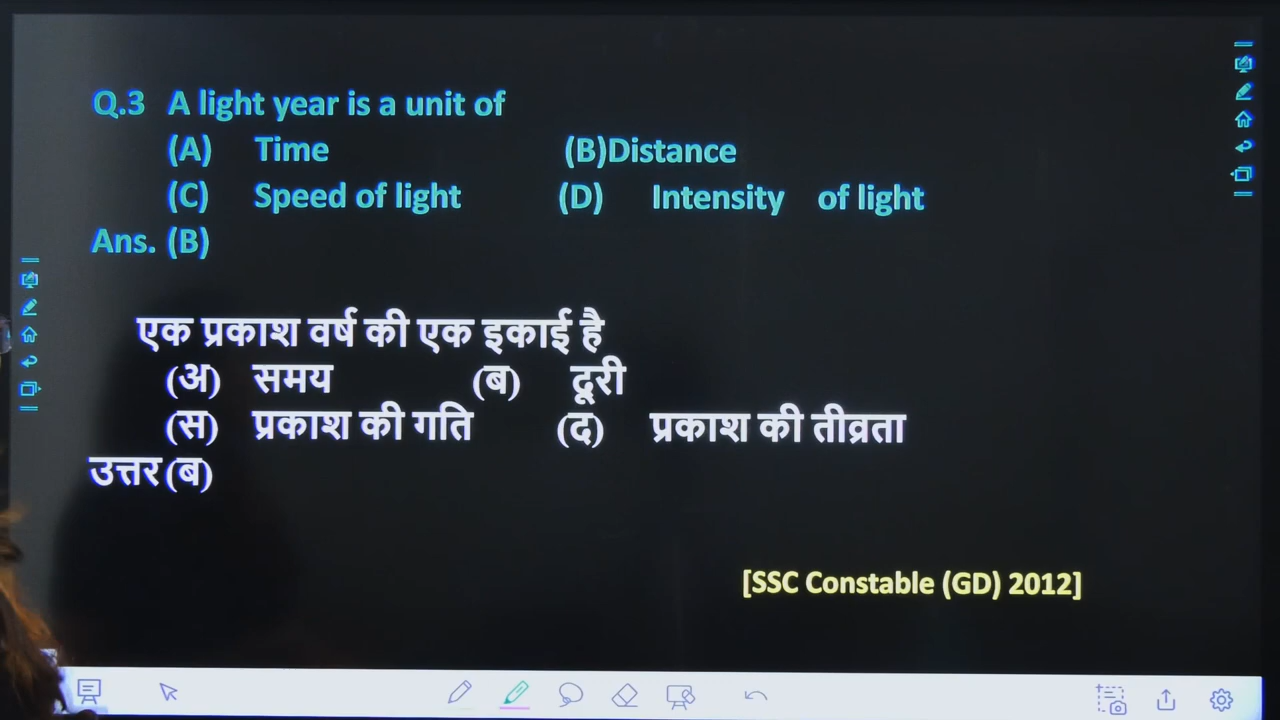 Q.3 A light year is a unit of
(A) Time (B)Distance
(C) Speed of light (D) Intensity of light
Ans. (B)
एक प्रकाश वर्ष की एक इकाई है
(अ) समय (ब) दूरी
(स) प्रकाश की गति (द) प्रकाश की तीव्रता
उत्तर (ब)
[SSC Constable (GD) 2012]